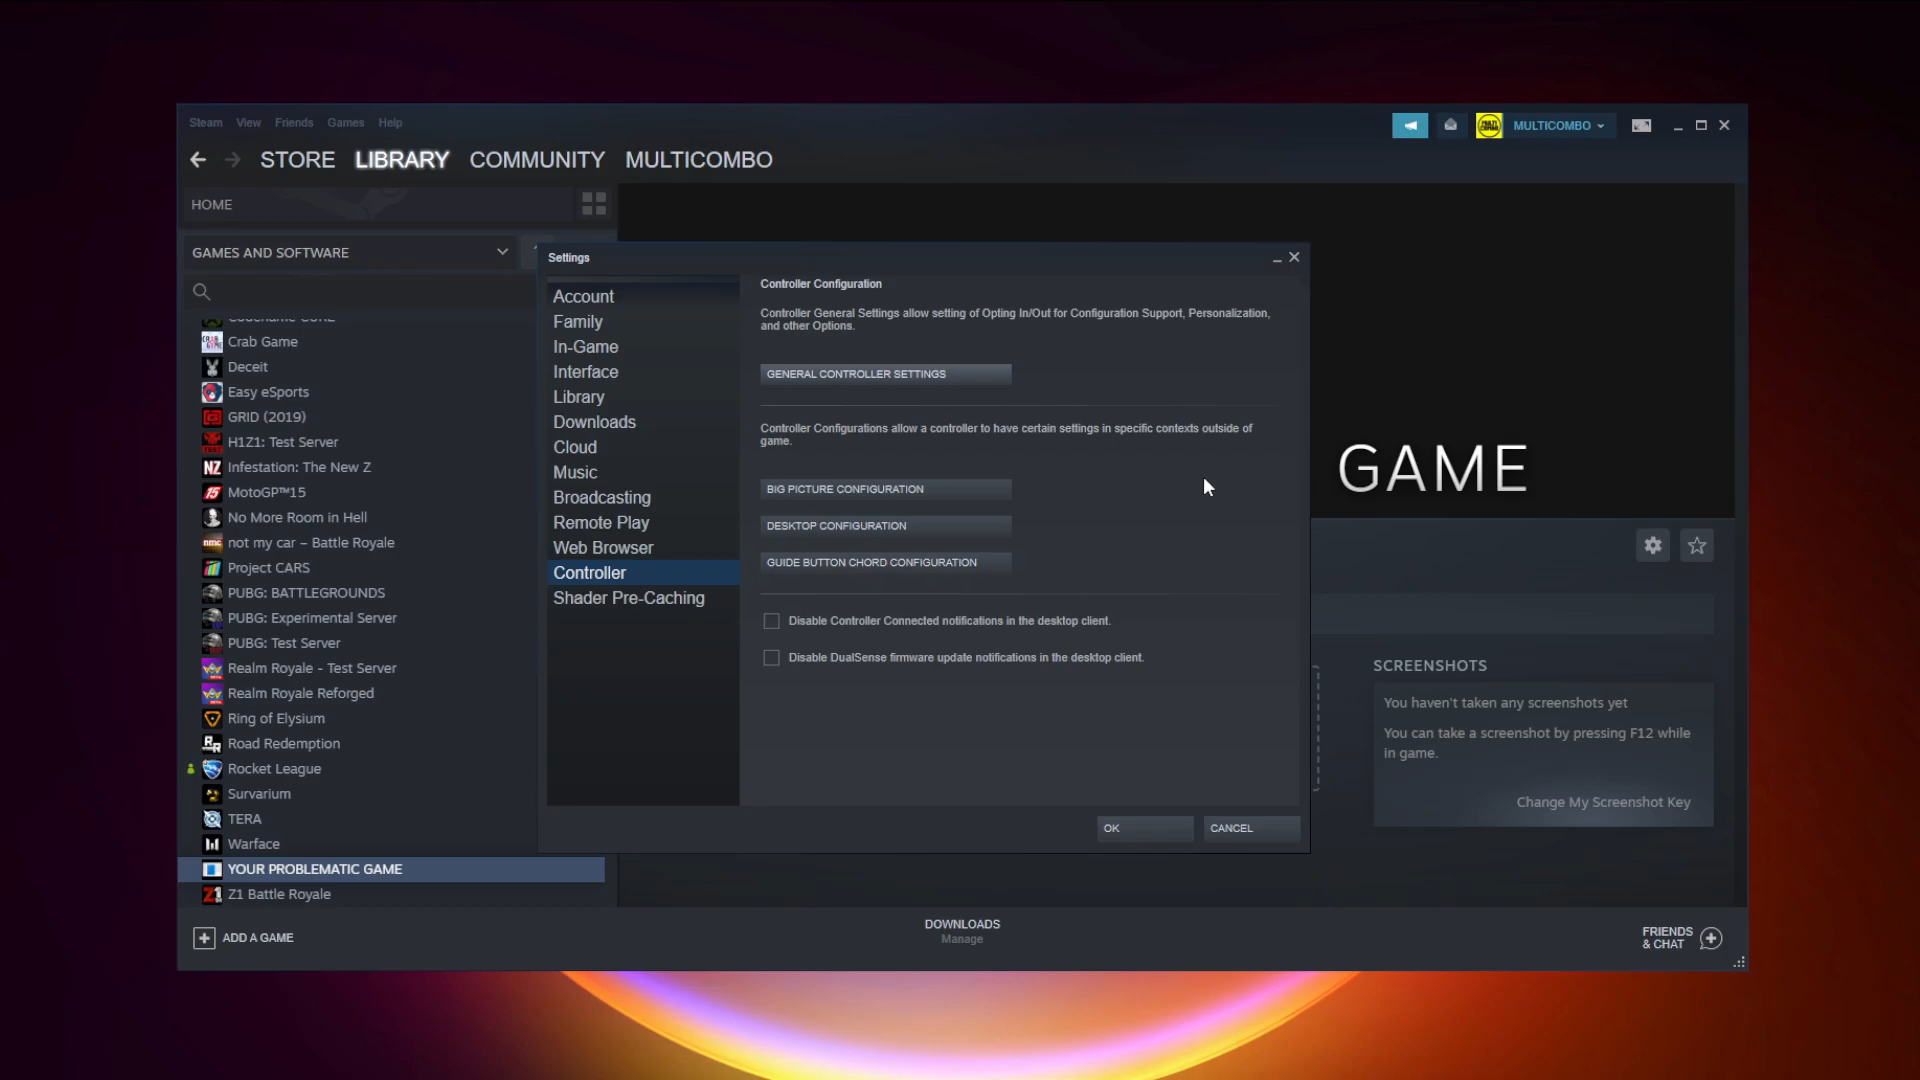 Steam View Friends Games Help
MULTICOMBO
STORE LIBRARY COMMUNITY MULTICOMBO
HOME
GAMES AND SOFTWARE
Crab Game
Deceit
Easy eSports
GRID (2019)
H1Z1: Test Server
Infestation: The New Z
MotoGP™15
No More Room in Hell
not my car – Battle Royale
Project CARS
PUBG: BATTLEGROUNDS
PUBG: Experimental Server
PUBG: Test Server
Realm Royale - Test Server
Realm Royale Reforged
Ring of Elysium
Road Redemption
Rocket League
Survarium
TERA
Warface
YOUR PROBLEMATIC GAME
Z1 Battle Royale
ADD A GAME
Settings
Account
Family
In-Game
Interface
Library
Downloads
Cloud
Music
Broadcasting
Remote Play
Web Browser
Controller
Shader Pre-Caching
Controller Configuration
Controller General Settings allow setting of Opting In/Out for Configuration Support, Personalization,
and other Options.
GENERAL CONTROLLER SETTINGS
Controller Configurations allow a controller to have certain settings in specific contexts outside of
game.
BIG PICTURE CONFIGURATION
DESKTOP CONFIGURATION
GUIDE BUTTON CHORD CONFIGURATION
Disable Controller Connected notifications in the desktop client.
Disable DualSense firmware update notifications in the desktop client.
OK
CANCEL
GAME
SCREENSHOTS
You haven't taken any screenshots yet
You can take a screenshot by pressing F12 while
in game.
Change My Screenshot Key
DOWNLOADS
Manage
FRIENDS
& CHAT